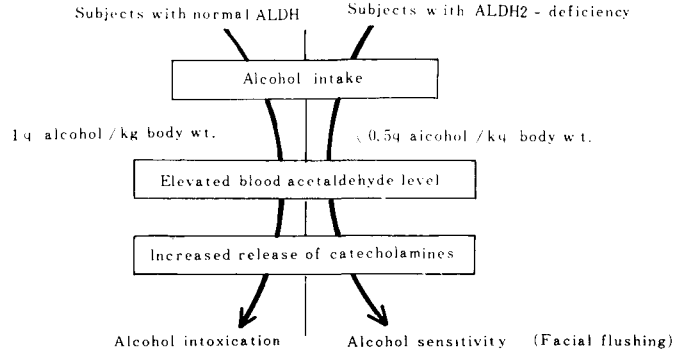 Subjects with normal ALDH
Subjects with ALDH2 - deficiency
Alcohol intake
1g alcohol / kg body wt.
0.5g alcohol / kg body wt.
Elevated blood acetaldehyde level
Increased release of catecholamines
Alcohol intoxication
Alcohol sensitivity (Facial flushing)